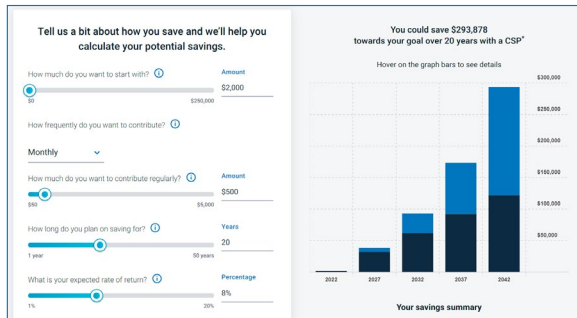 Tell us a bit about how you save and we'll help you
calculate your potential savings.
How much do you want to start with?
Amount
$2,000
$0
$250,000
How frequently do you want to contribute?
Monthly
How much do you want to contribute regularly?
Amount
$500
$50
$5,000
How long do you plan on saving for?
Years
20
1 year
50 years
What is your expected rate of return?
Percentage
8%
1%
20%
You could save $293,878
towards your goal over 20 years with a CSP*
Hover on the graph bars to see details
$300,000
$250,000
$200,000
$150,000
$100,000
$50,000
2022
2027
2032
2037
2042
Your savings summary